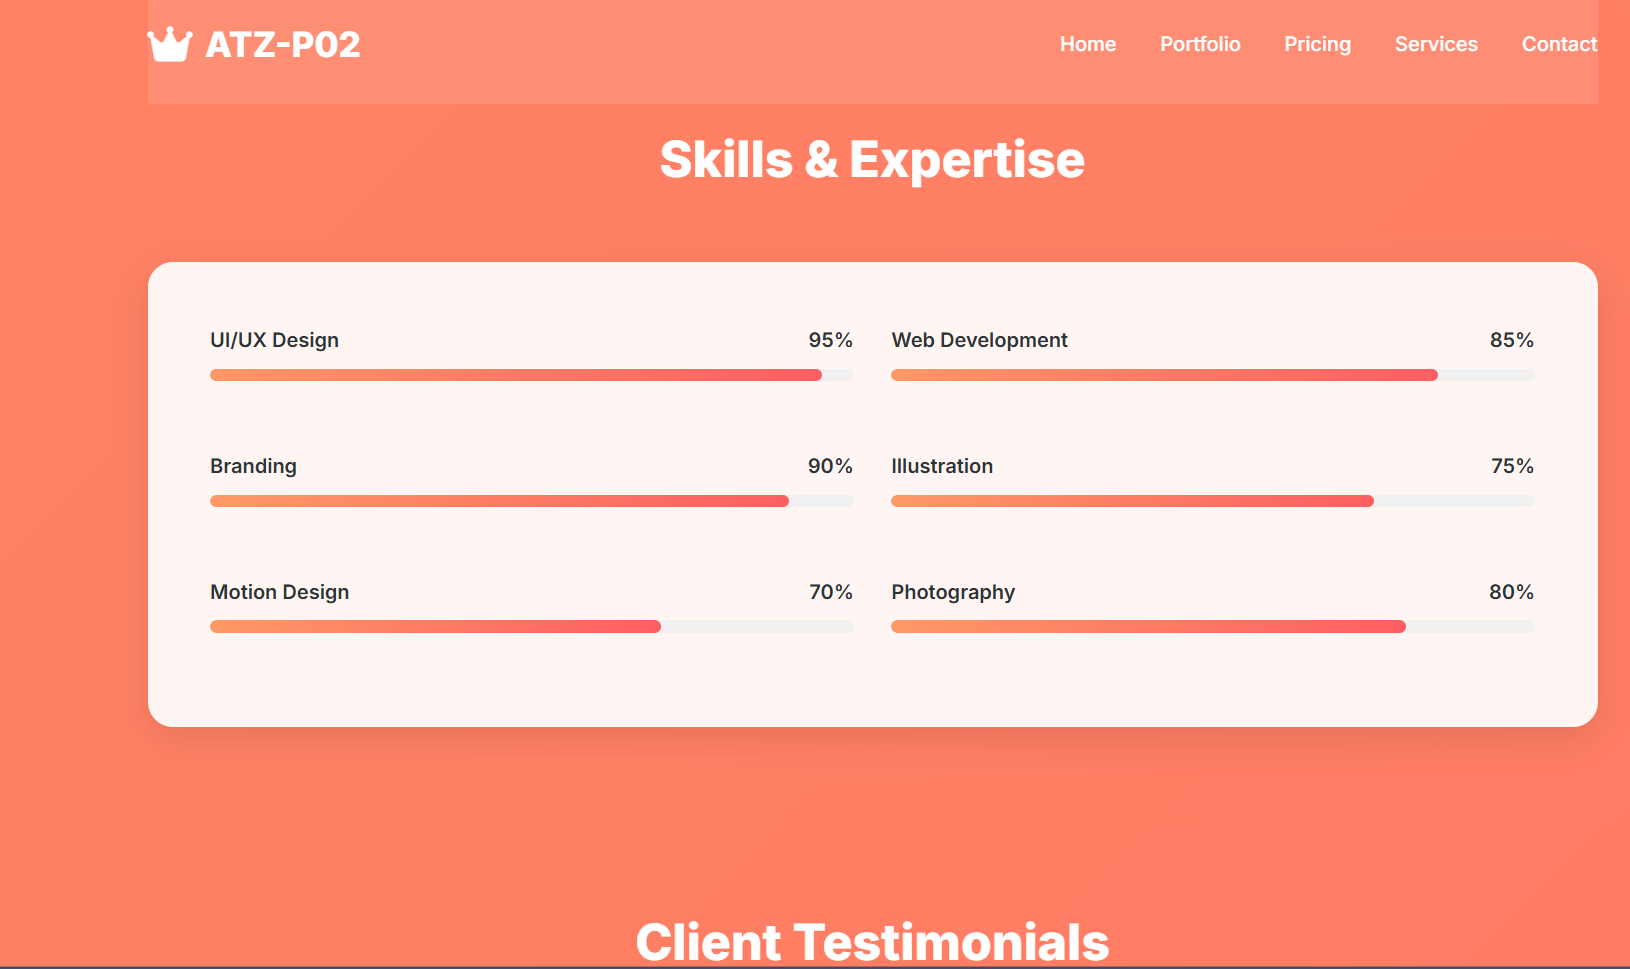 ATZ-P02
Home Portfolio Pricing Services Contact
Skills & Expertise
UI/UX Design 95%
Web Development 85%
Branding 90%
Illustration 75%
Motion Design 70%
Photography 80%
Client Testimonials